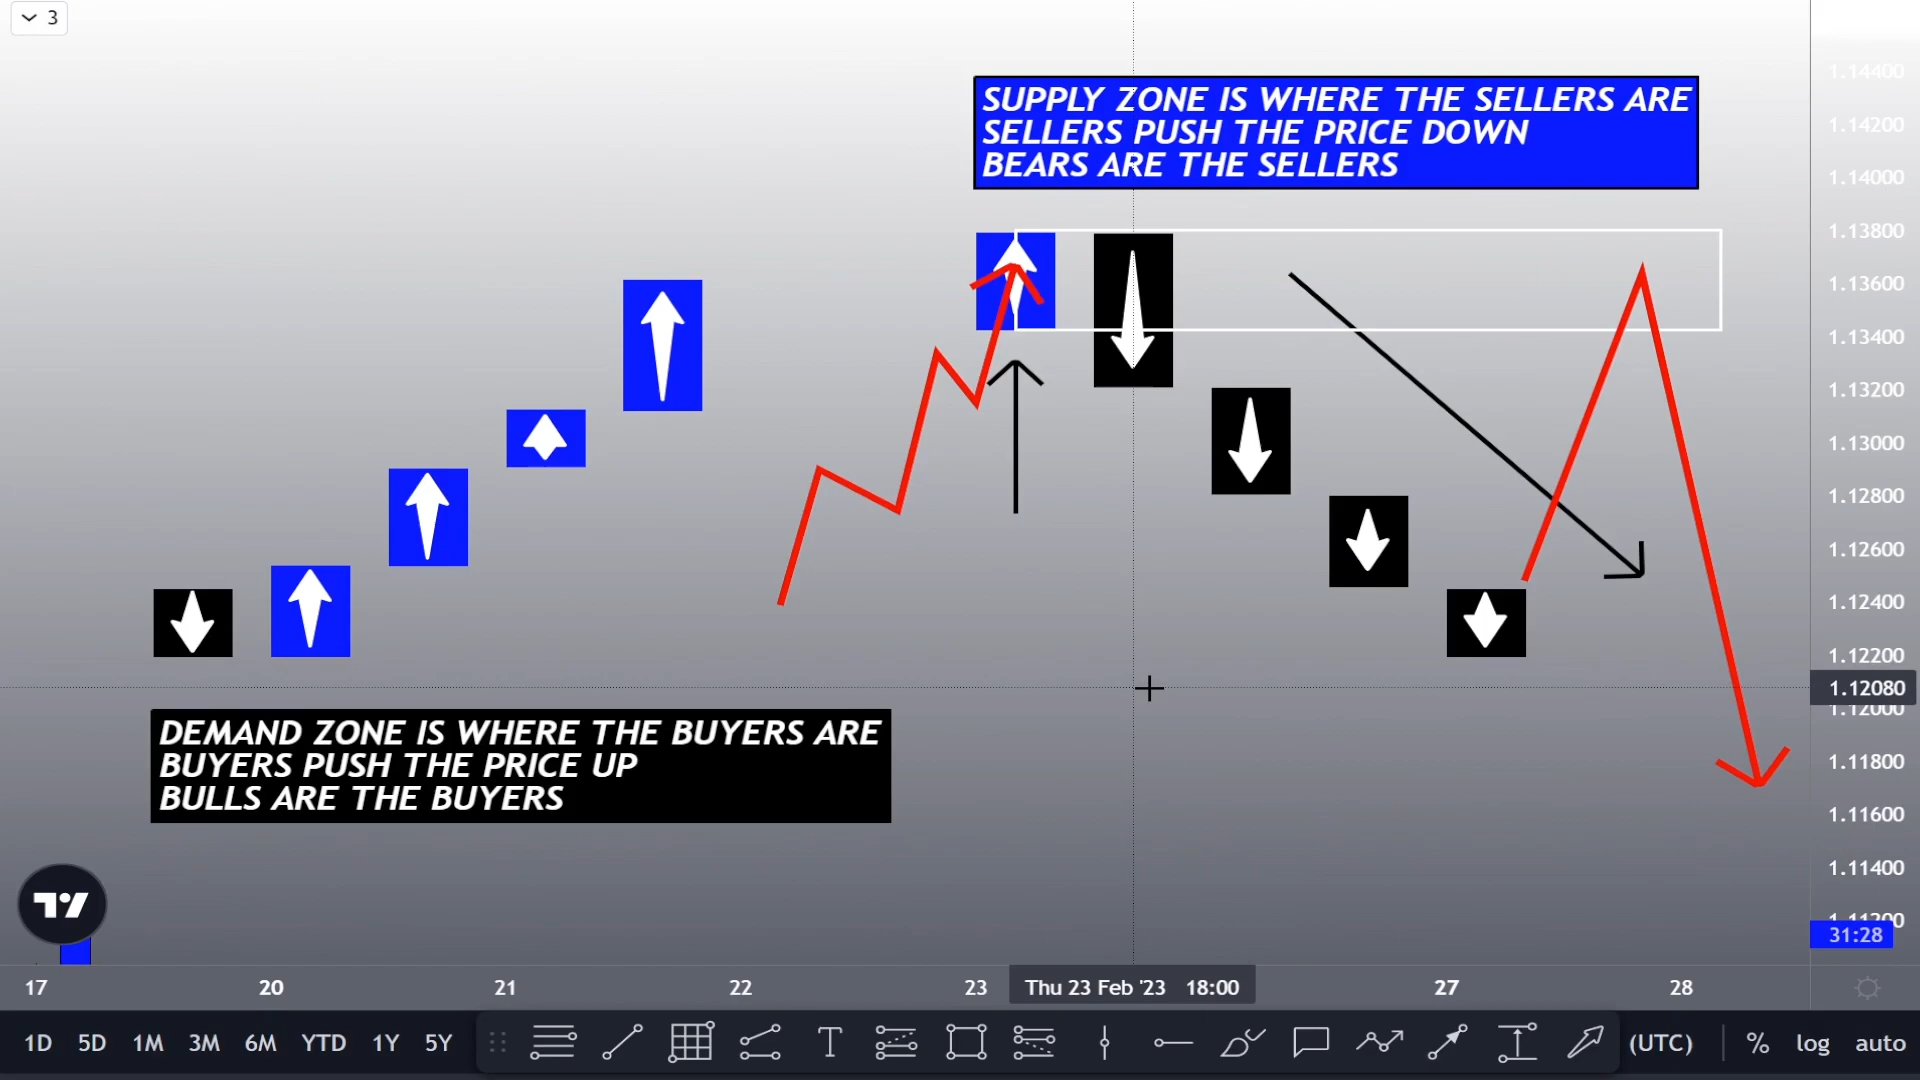 3
SUPPLY ZONE IS WHERE THE SELLERS ARE
SELLERS PUSH THE PRICE DOWN
BEARS ARE THE SELLERS
DEMAND ZONE IS WHERE THE BUYERS ARE
BUYERS PUSH THE PRICE UP
BULLS ARE THE BUYERS
1.14400
1.14200
1.14000
1.13800
1.13600
1.13400
1.13200
1.13000
1.12800
1.12600
1.12400
1.12200
1.12080
1.12000
1.11800
1.11600
1.11400
1.11200
31:28
17 20 21 22 23 Thu 23 Feb '23 18:00 27 28
1D 5D 1M 3M 6M YTD 1Y 5Y (UTC) % log auto